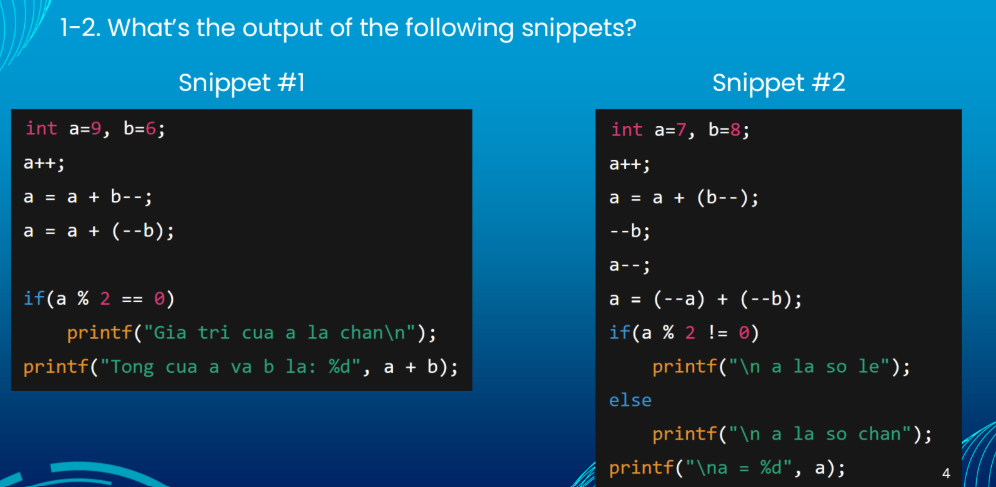 1-2. What's the output of the following snippets?
Snippet #1
int a=9, b=6;
a++;
a = a + b--;
a = a + (--b);
if(a % 2 == 0)
    printf("Gia tri cua a la chan\n");
printf("Tong cua a va b la: %d", a + b);
Snippet #2
int a=7, b=8;
a++;
a = a + (b--);
--b;
a--;
a = (--a) + (--b);
if(a % 2 != 0)
    printf("\n a la so le");
else
    printf("\n a la so chan");
printf("\na = %d", a);
4